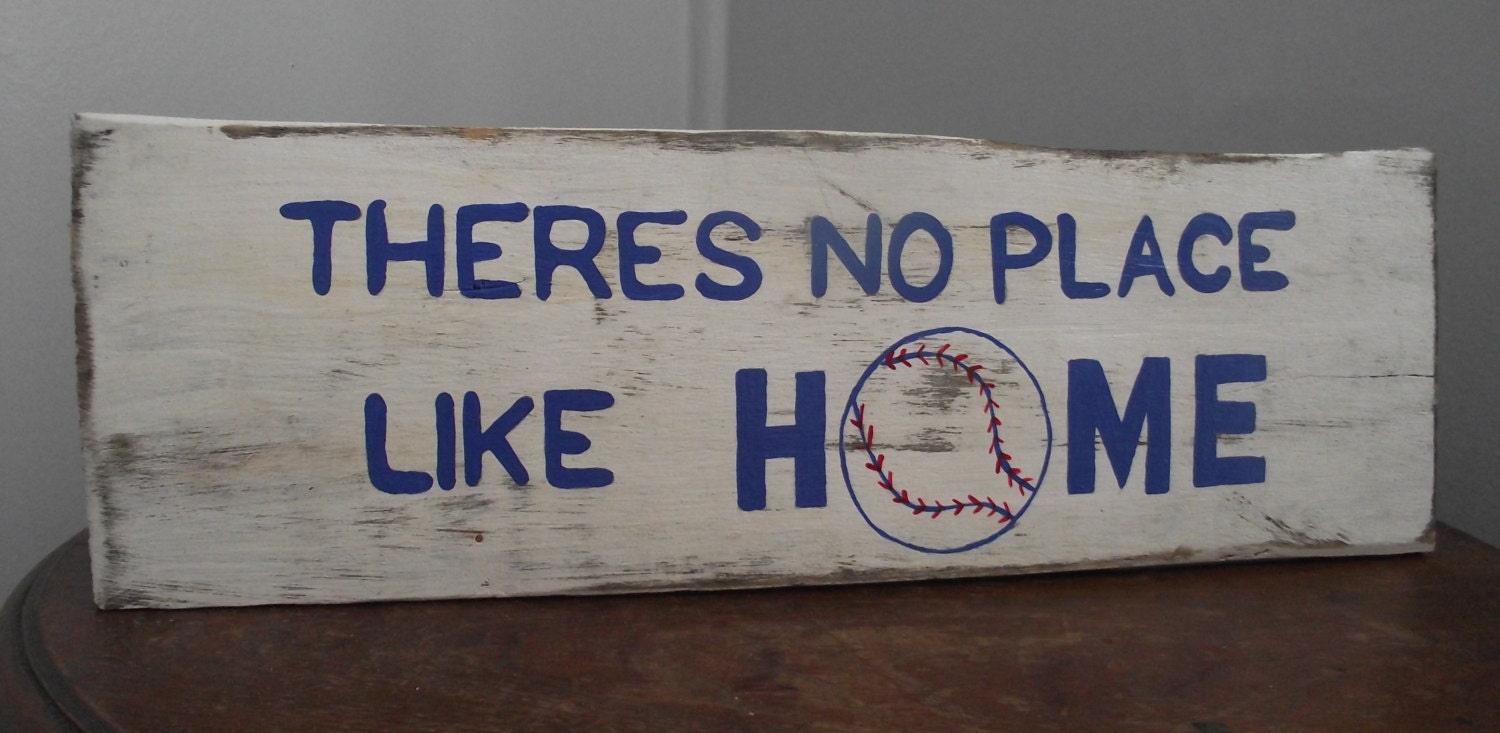 THERES NO PLACE
LIKE HOME